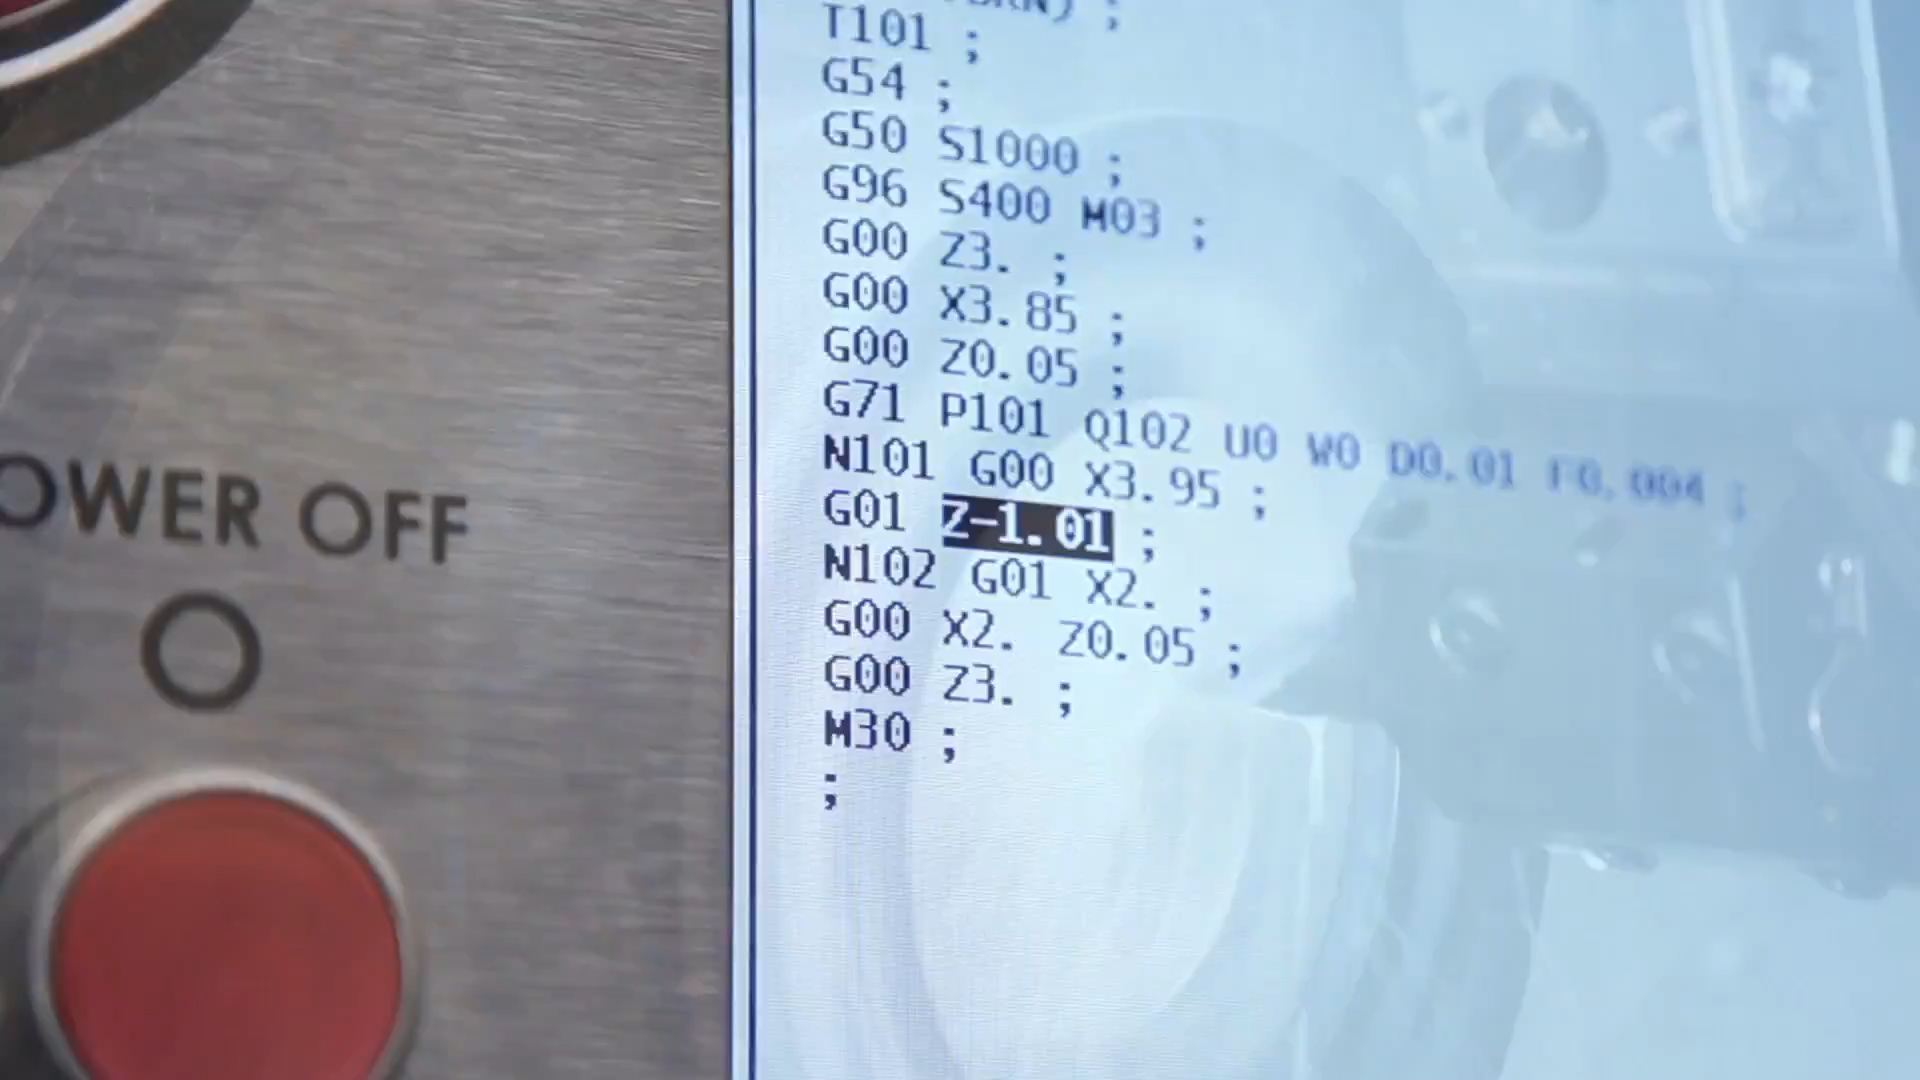 T101 ;
G54 ;
G50 S1000 ;
G96 S400 M03 ;
G00 Z3. ;
G00 X3.85 ;
G00 Z0.05 ;
G71 P101 Q102 U0 W0 D0.01 F0.004 ;
N101 G00 X3.95 ;
G01 Z-1.01 ;
N102 G01 X2. ;
G00 X2. Z0.05 ;
G00 Z3. ;
M30 ;
;
OWER OFF